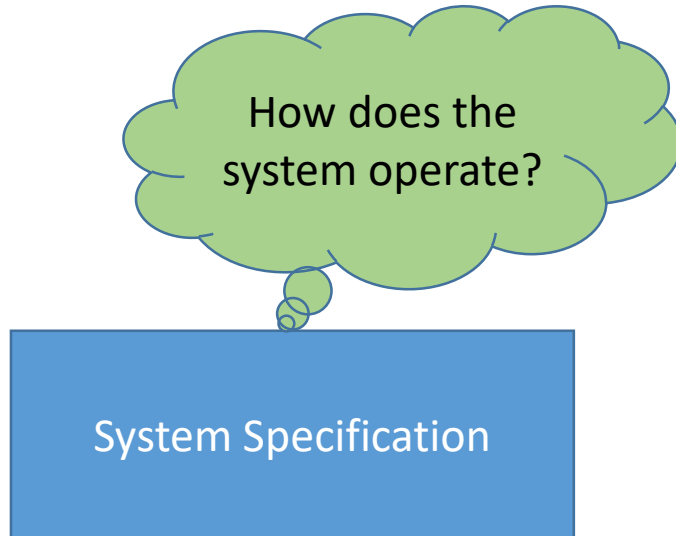 How does the
system operate?
System Specification